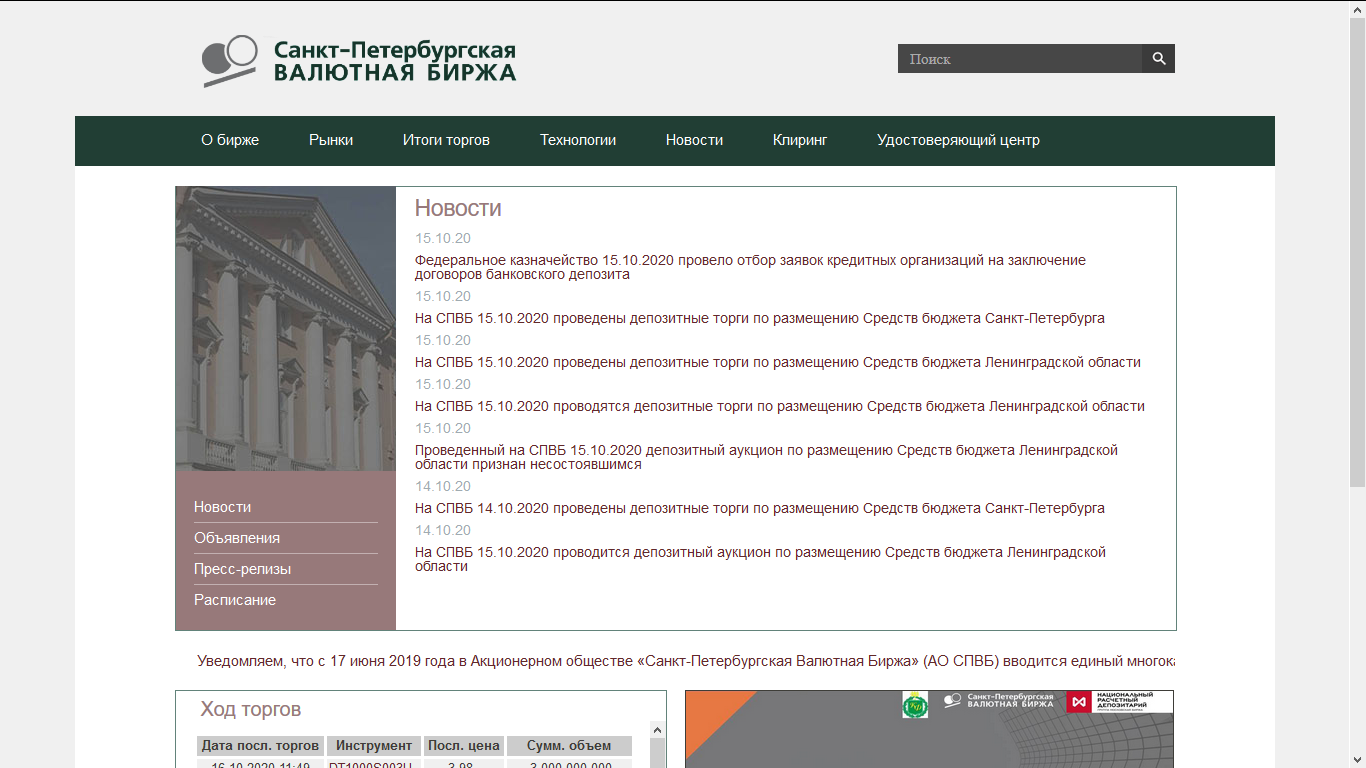 Санкт-Петербургская
ВАЛЮТНАЯ БИРЖА
Поиск
О бирже Рынки Итоги торгов Технологии Новости Клиринг Удостоверяющий центр
Новости
15.10.20
Федеральное казначейство 15.10.2020 провело отбор заявок кредитных организаций на заключение
договоров банковского депозита
15.10.20
На СПВБ 15.10.2020 проведены депозитные торги по размещению Средств бюджета Санкт-Петербурга
15.10.20
На СПВБ 15.10.2020 проведены депозитные торги по размещению Средств бюджета Ленинградской области
15.10.20
На СПВБ 15.10.2020 проводятся депозитные торги по размещению Средств бюджета Ленинградской области
15.10.20
Проведенный на СПВБ 15.10.2020 депозитный аукцион по размещению Средств бюджета Ленинградской
области признан несостоявшимся
14.10.20
На СПВБ 14.10.2020 проведены депозитные торги по размещению Средств бюджета Санкт-Петербурга
14.10.20
На СПВБ 15.10.2020 проводится депозитный аукцион по размещению Средств бюджета Ленинградской
области
Новости
Объявления
Пресс-релизы
Расписание
Уведомляем, что с 17 июня 2019 года в Акционерном обществе «Санкт-Петербургская Валютная Биржа» (АО СПВБ) вводится единый
Ход торгов
Дата посл. торгов Инструмент Посл. цена Сумм. объем
16.10.2020 11:49 3.98 3 000 000 000
Санкт-Петербургская
ВАЛЮТНАЯ БИРЖА
НАЦИОНАЛЬНЫЙ
РАСЧЕТНЫЙ
ДЕПОЗИТАРИЙ